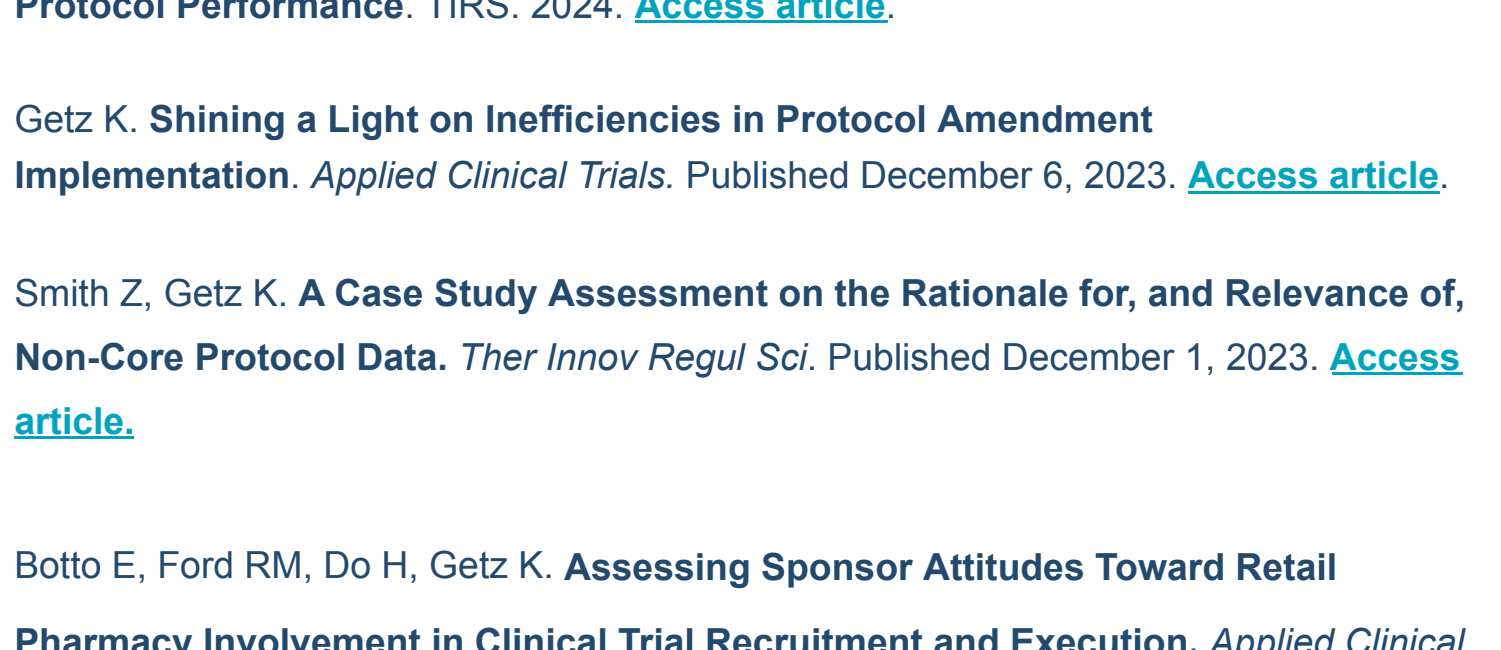 Protocol Performance. TIRS. 2024. Access article.
Getz K. Shining a Light on Inefficiencies in Protocol Amendment
Implementation. Applied Clinical Trials. Published December 6, 2023. Access article.
Smith Z, Getz K. A Case Study Assessment on the Rationale for, and Relevance of,
Non-Core Protocol Data. Ther Innov Regul Sci. Published December 1, 2023. Access
article.
Botto E, Ford RM, Do H, Getz K. Assessing Sponsor Attitudes Toward Retail
Pharmacy Involvement in Clinical Trial Recruitment and Execution. Applied Clinical